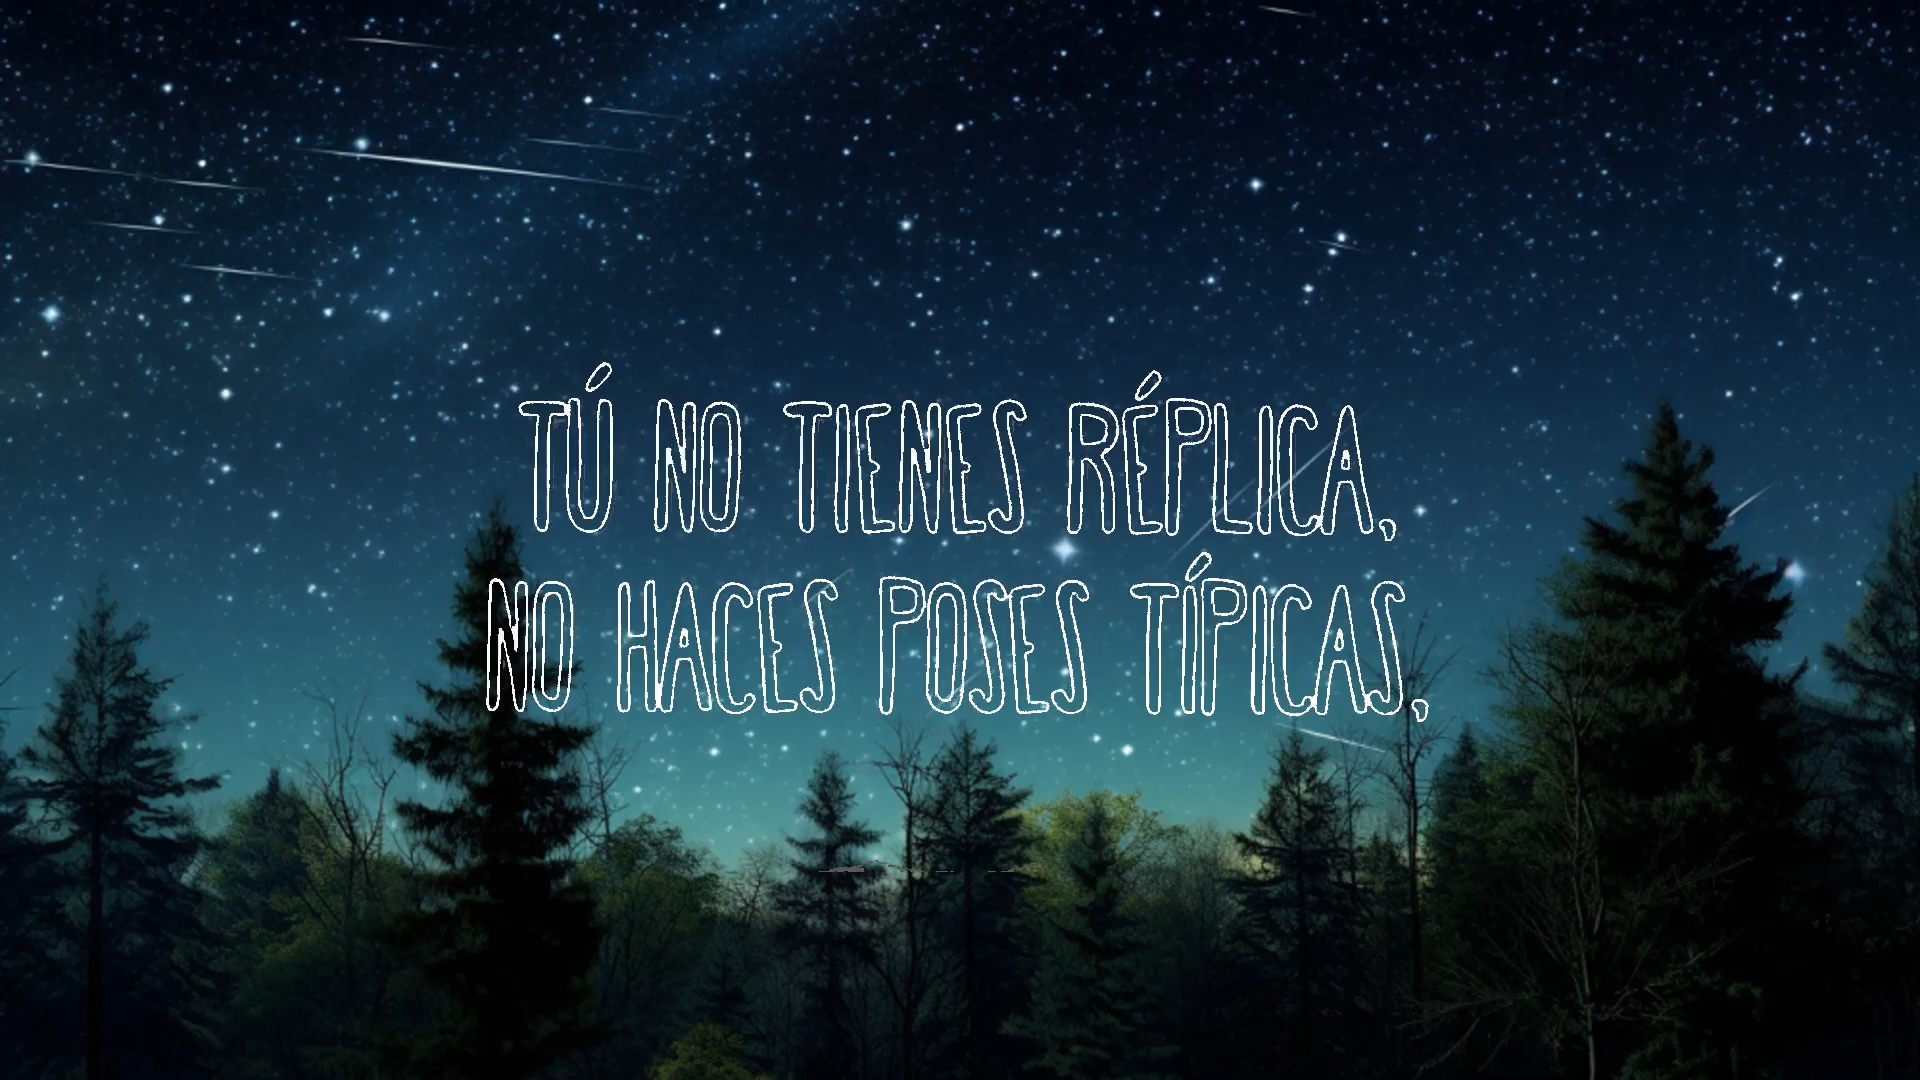 TÚ NO TIENES RÉPLICA,
NO HACES POSES TÍPICAS,